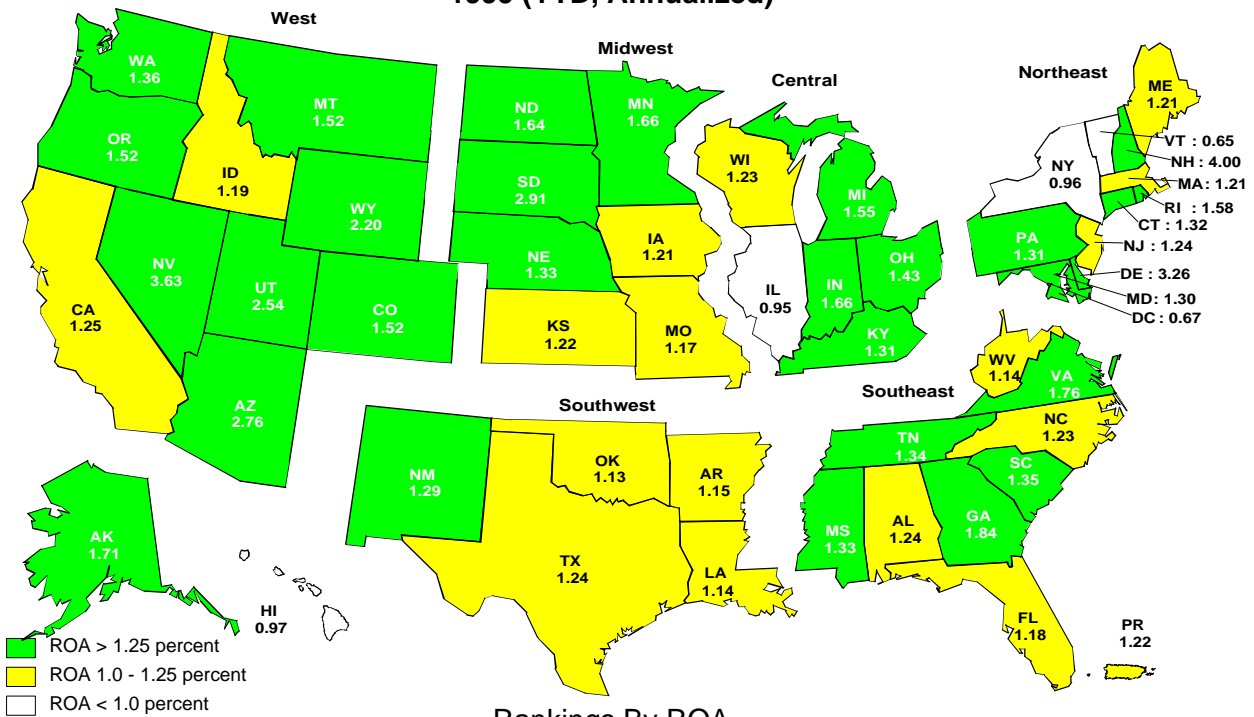 West
Midwest
Central
Northeast
WA
1.36
MT
1.52
ND
1.64
MN
1.66
ME
1.21
OR
1.52
ID
1.19
WY
2.20
SD
2.91
WI
1.23
MI
1.55
NY
0.96
VT : 0.65
NH : 4.00
MA : 1.21
RI : 1.58
CT : 1.32
NJ : 1.24
DE : 3.26
MD: 1.30
DC : 0.67
NV
3.63
UT
2.54
CO
1.52
NE
1.33
IA
1.21
IL
0.95
IN
1.66
OH
1.43
PA
1.31
CA
1.25
KS
1.22
MO
1.17
KY
1.31
WV
1.14
VA
1.76
AZ
2.76
Southwest
Southeast
NM
1.29
OK
1.13
AR
1.15
TN
1.34
NC
1.23
SC
1.35
AK
1.71
TX
1.24
LA
1.14
MS
1.33
AL
1.24
GA
1.84
HI
0.97
FL
1.18
PR
1.22
ROA > 1.25 percent
ROA 1.0 - 1.25 percent
ROA < 1.0 percent